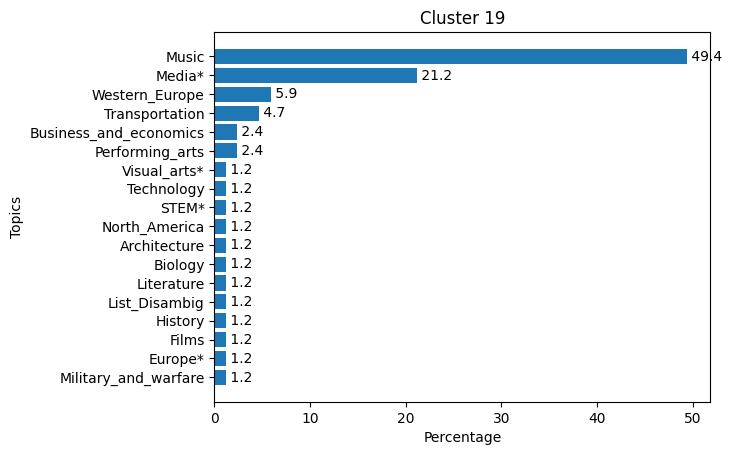 Cluster 19
Topics
Music 49.4
Media* 21.2
Western_Europe 5.9
Transportation 4.7
Business_and_economics 2.4
Performing_arts 2.4
Visual_arts* 1.2
Technology 1.2
STEM* 1.2
North_America 1.2
Architecture 1.2
Biology 1.2
Literature 1.2
List_Disambig 1.2
History 1.2
Films 1.2
Europe* 1.2
Military_and_warfare 1.2
0 10 20 30 40 50
Percentage